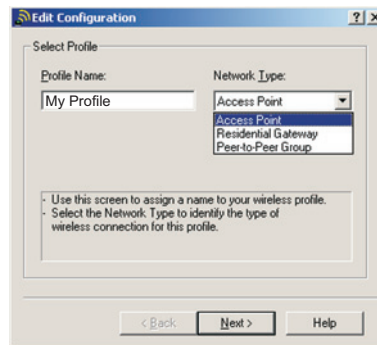 Edit Configuration
Select Profile
Profile Name:
Network Type:
My Profile
Access Point
Access Point
Residential Gateway
Peer-to-Peer Group
- Use this screen to assign a name to your wireless profile.
- Select the Network Type to identify the type of
wireless connection for this profile.
< Back
Next >
Help